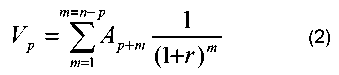 V_p = \sum_{m=1}^{m=n-p} A_{p+m} \frac{1}{(1+r)^m} (2)